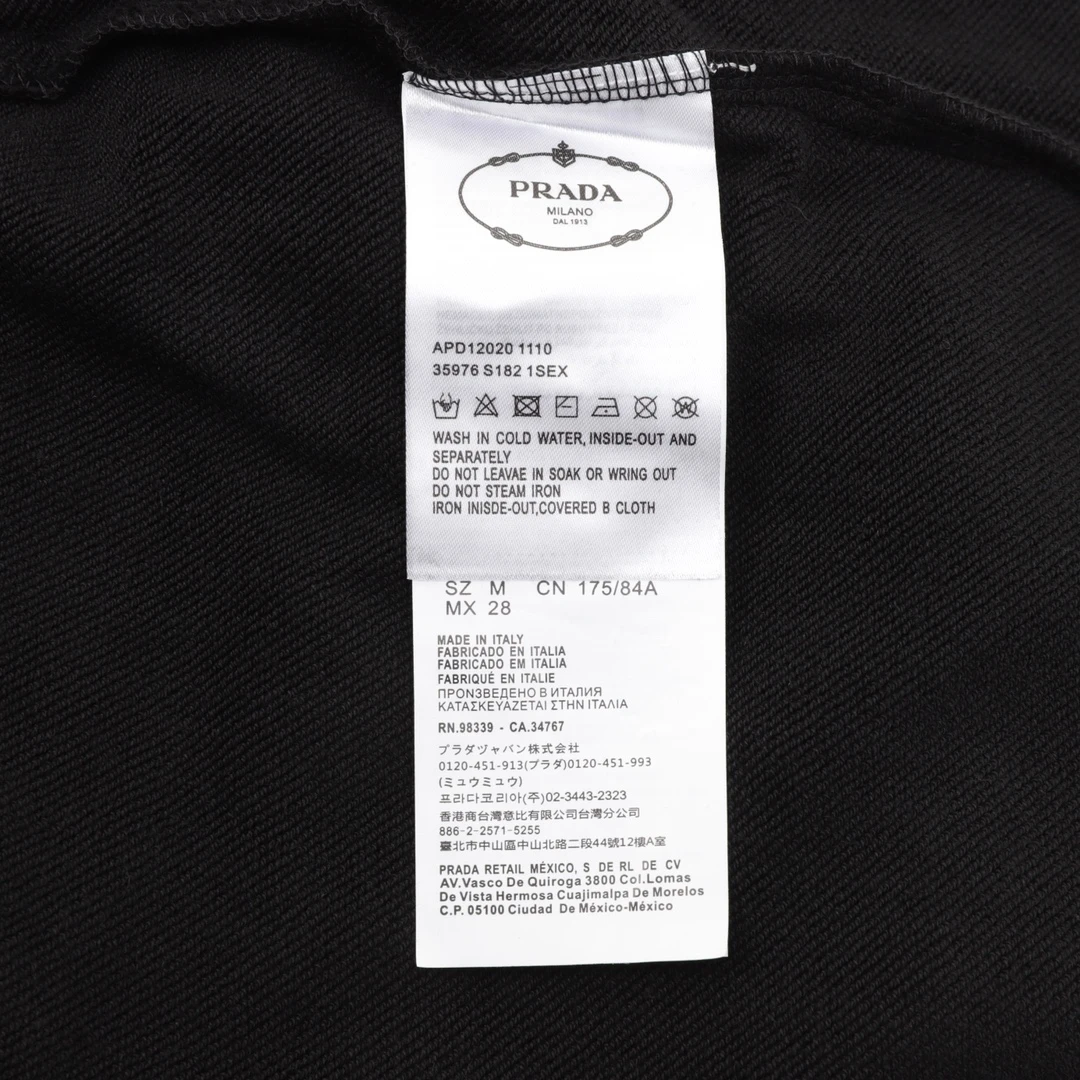 PRADA
MILANO
DAL 1913
APD12020 1110
35976 S182 1SEX
WASH IN COLD WATER, INSIDE-OUT AND
SEPARATELY
DO NOT LEAVAE IN SOAK OR WRING OUT
DO NOT STEAM IRON
IRON INISDE-OUT,COVERED B CLOTH
SZ M CN 175/84A
MX 28
MADE IN ITALY
FABRICADO EN ITALIA
FABRICADO EM ITALIA
FABRIQUÉ EN ITALIE
ПРОНЗВЕДЕНО В ИТАЛИЯ
ΚΑΤΑΣΚΕΥΑΖΕΤΑΙ ΣΤΗΝ ΙΤΑΛΙΑ
RN.98339 - CA.34767
プラダヅャバン株式会社
0120-451-913(プラダ)0120-451-993
(ミュウミュウ)
프라다코리아(주)02-3443-2323
香港商台灣意比有限公司台灣分公司
886-2-2571-5255
臺北市中山區中山北路二段44號12樓A室
PRADA RETAIL MÉXICO, S DE RL DE CV
AV.Vasco De Quiroga 3800 Col.Lomas
De Vista Hermosa Cuajimalpa De Morelos
C.P. 05100 Ciudad De México-México